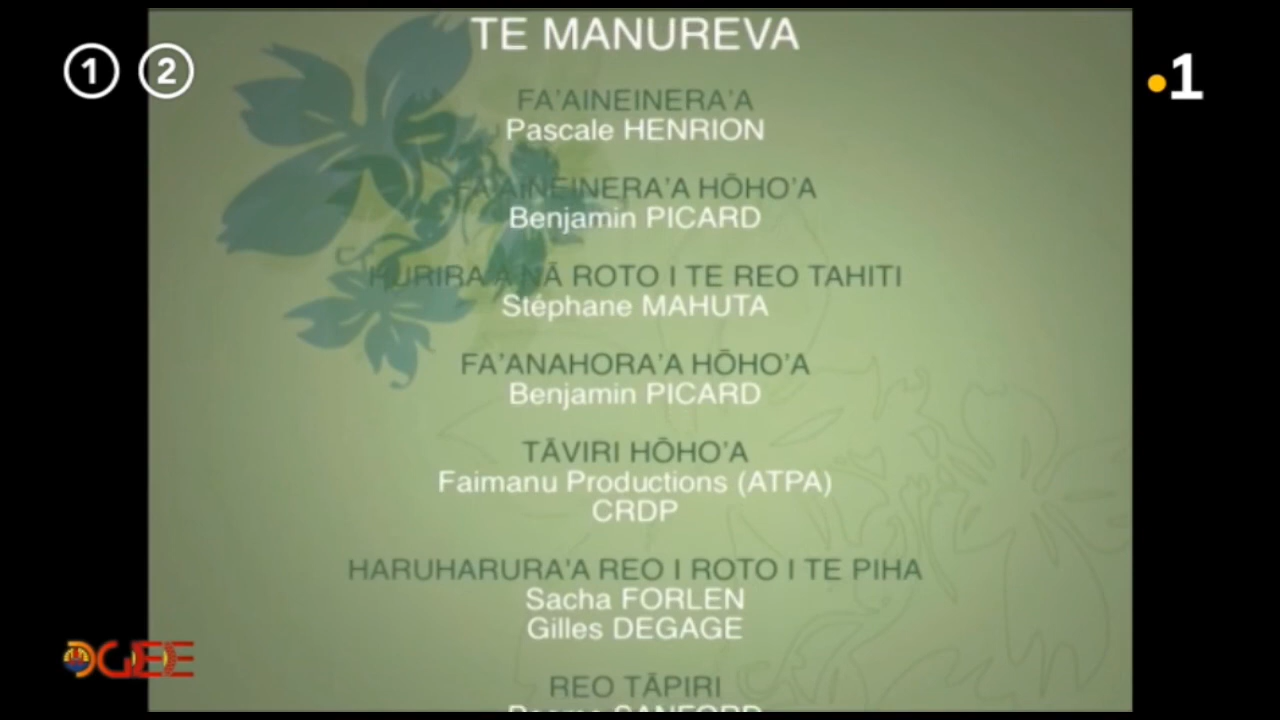 TE MANUREVA
1 2
1
FA'AINEINERA'A
Pascale HENRION
FA'AINEINERA'A HŌHO'A
Benjamin PICARD
HURIRA'A NĀ ROTO I TE REO TAHITI
Stéphane MAHUTA
FA'ANAHORA'A HŌHO'A
Benjamin PICARD
TĀVIRI HŌHO'A
Faimanu Productions (ATPA)
CRDP
HARUHARURA'A REO I ROTO I TE PIHA
Sacha FORLEN
Gilles DEGAGE
DGEE
REO TĀPIRI